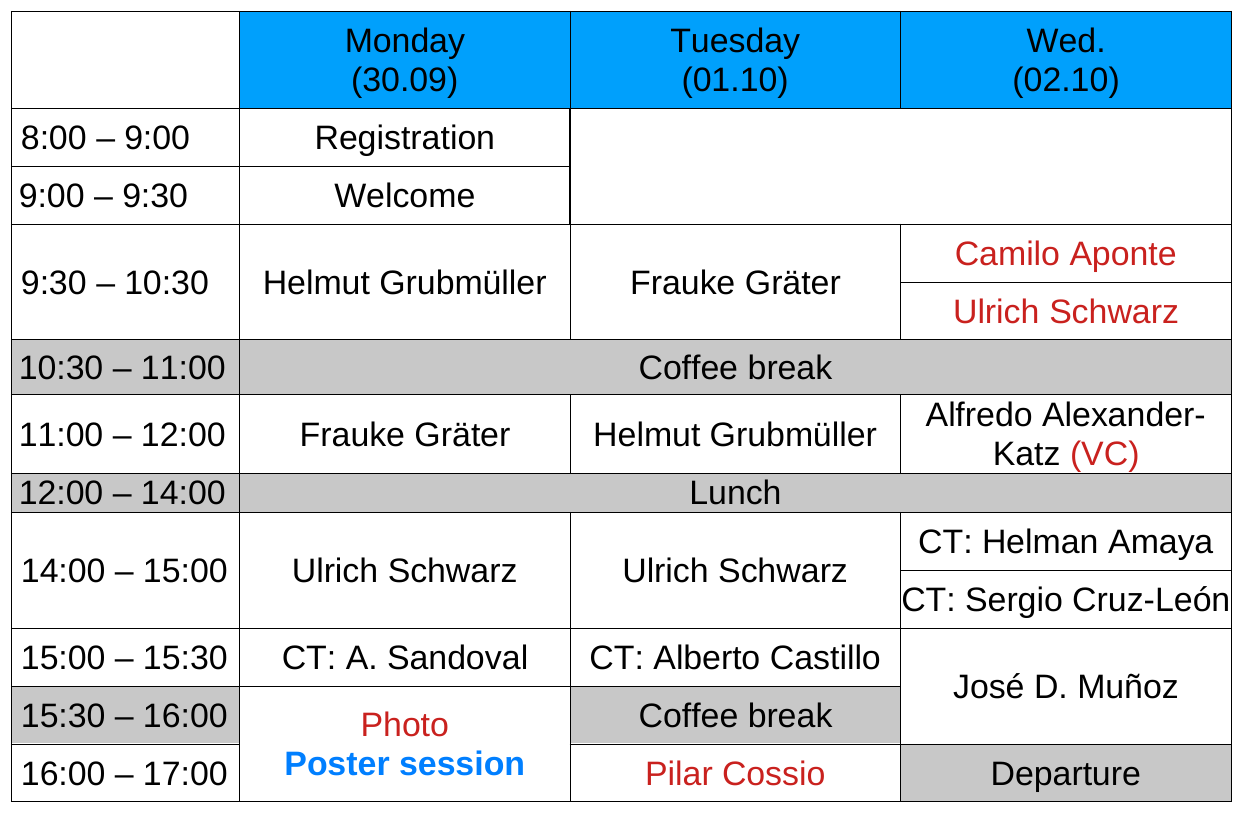 Monday
(30.09)
Tuesday
(01.10)
Wed.
(02.10)
8:00 – 9:00
Registration
9:00 – 9:30
Welcome
9:30 – 10:30
Helmut Grubmüller
Frauke Gräter
Camilo Aponte
Ulrich Schwarz
10:30 – 11:00
Coffee break
11:00 – 12:00
Frauke Gräter
Helmut Grubmüller
Alfredo Alexander-
Katz (VC)
12:00 – 14:00
Lunch
14:00 – 15:00
Ulrich Schwarz
Ulrich Schwarz
CT: Helman Amaya
CT: Sergio Cruz-León
15:00 – 15:30
CT: A. Sandoval
CT: Alberto Castillo
José D. Muñoz
15:30 – 16:00
Photo
Poster session
Coffee break
16:00 – 17:00
Pilar Cossio
Departure